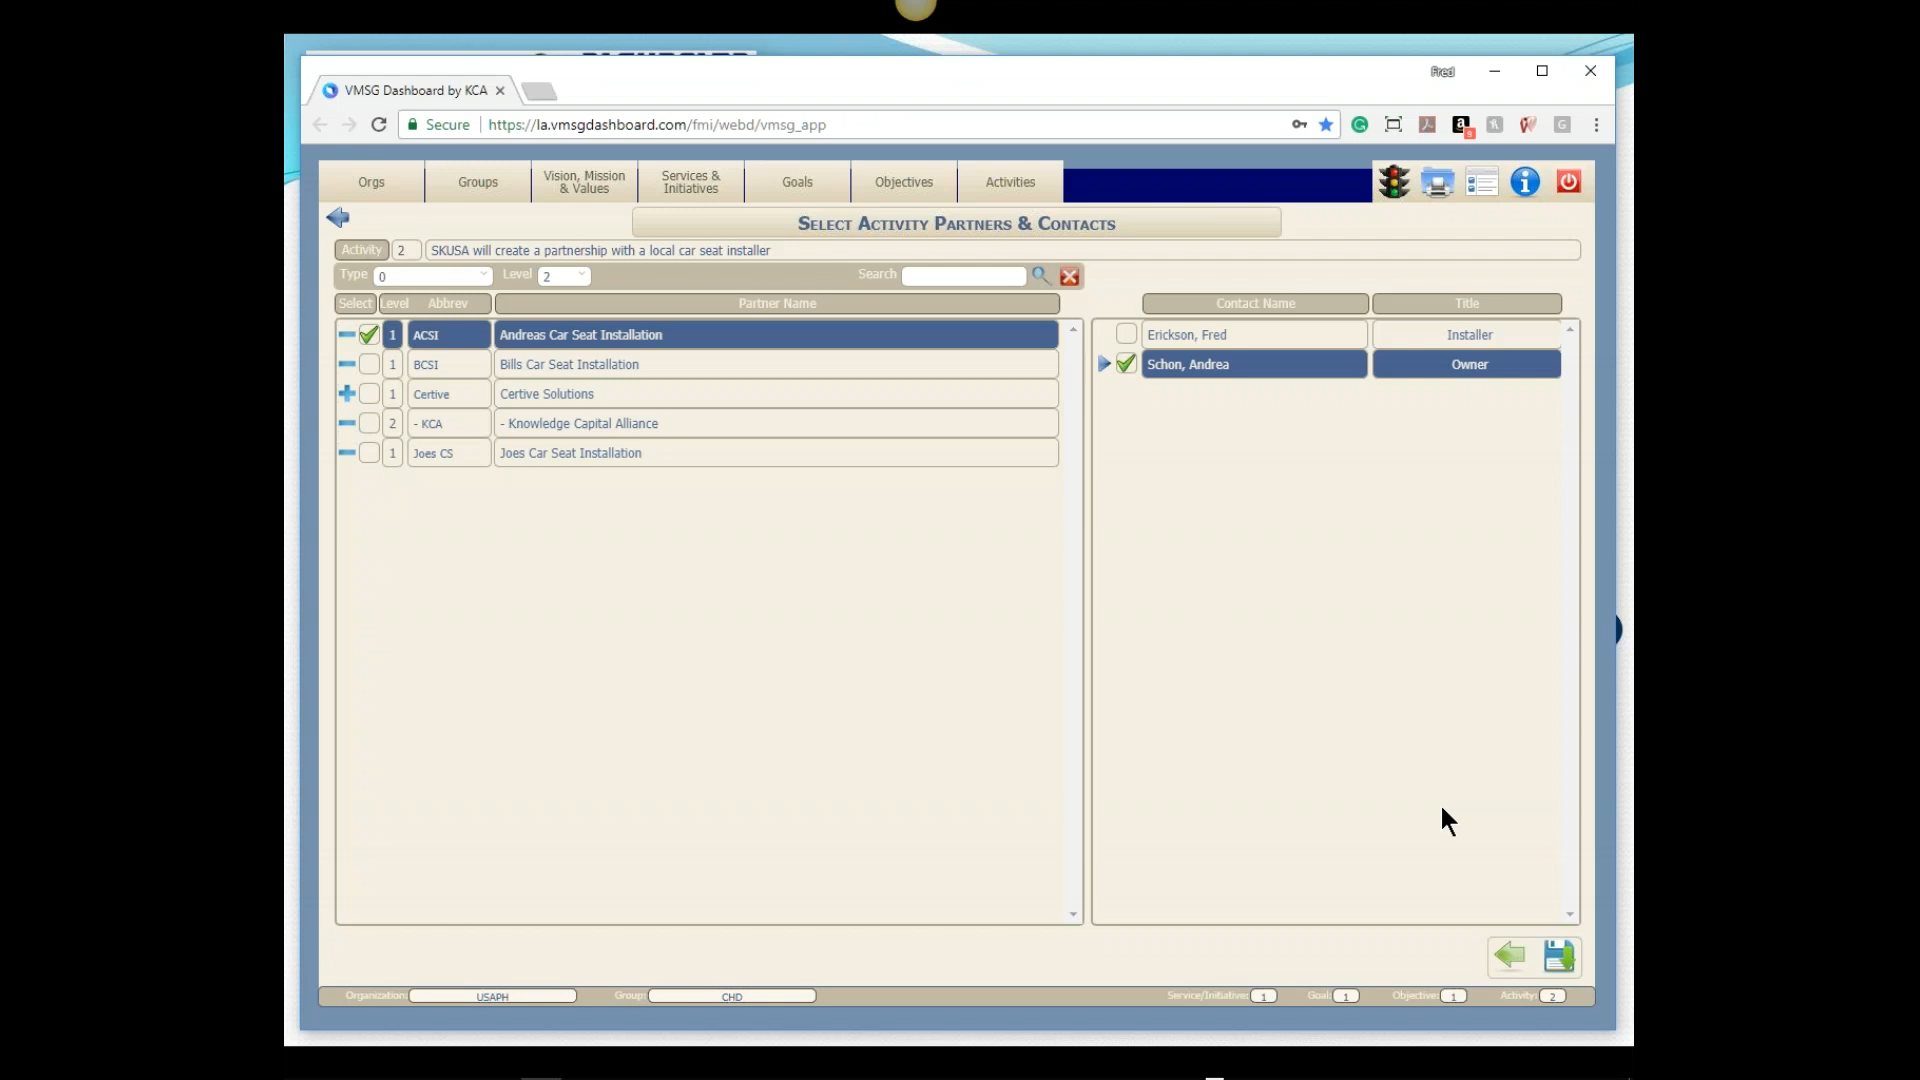 Fred
VMSG Dashboard by KCA
Secure https://la.vmsgdashboard.com/fmi/webd/vmsg_app
Orgs
Groups
Vision, Mission
& Values
Services &
Initiatives
Goals
Objectives
Activities
Select Activity Partners & Contacts
Activity 2 SKUSA will create a partnership with a local car seat installer
Type 0 Level 2 Search
Select Level Abbrev Partner Name Contact Name Title
1 ACSI Andreas Car Seat Installation
1 BCSI Bills Car Seat Installation
1 Certive Certive Solutions
2 - KCA - Knowledge Capital Alliance
1 Joes CS Joes Car Seat Installation
Erickson, Fred Installer
Schon, Andrea Owner
Organization: USAPH Group: CHD Service/Initiative: 1 Goal: 1 Objective: 1 Activity: 2